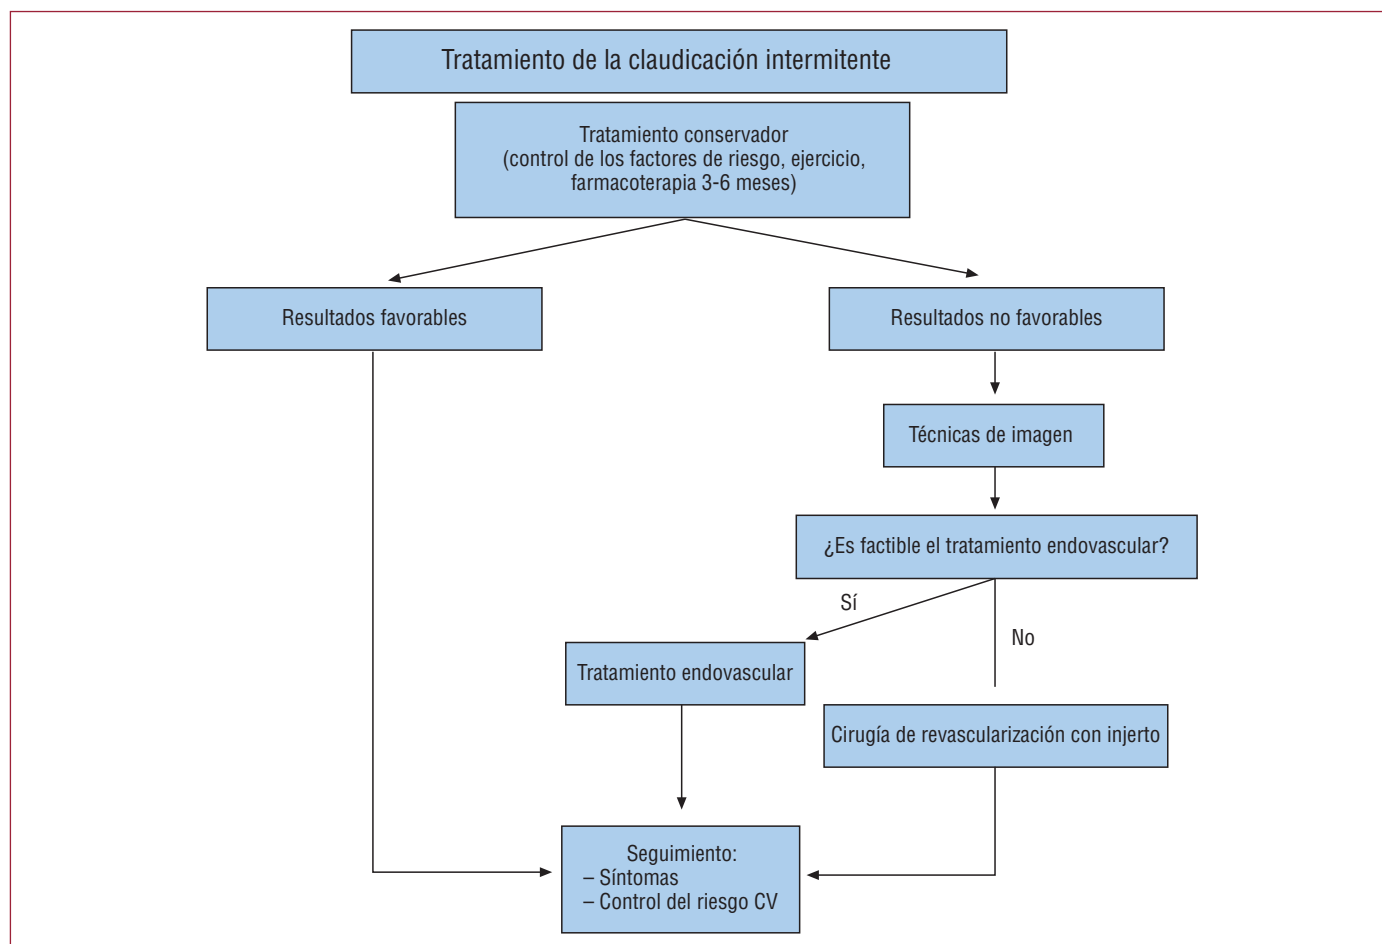 Tratamiento de la claudicación intermitente
Tratamiento conservador
(control de los factores de riesgo, ejercicio,
farmacoterapia 3-6 meses)
Resultados favorables
Resultados no favorables
Técnicas de imagen
¿Es factible el tratamiento endovascular?
Sí
No
Tratamiento endovascular
Cirugía de revascularización con injerto
Seguimiento:
– Síntomas
– Control del riesgo CV